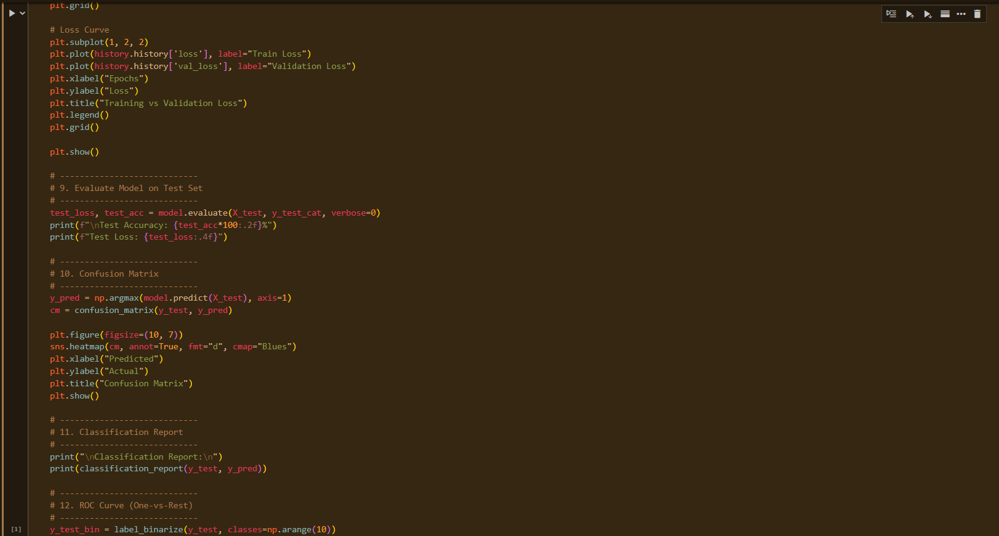 plt.grid()
# Loss Curve
plt.subplot(1, 2, 2)
plt.plot(history.history['loss'], label="Train Loss")
plt.plot(history.history['val_loss'], label="Validation Loss")
plt.xlabel("Epochs")
plt.ylabel("Loss")
plt.title("Training vs Validation Loss")
plt.legend()
plt.grid()
plt.show()
# ----------------------------
# 9. Evaluate Model on Test Set
# ----------------------------
test_loss, test_acc = model.evaluate(X_test, y_test_cat, verbose=0)
print(f"\nTest Accuracy: {test_acc*100:.2f}%")
print(f"Test Loss: {test_loss:.4f}")
# ----------------------------
# 10. Confusion Matrix
# ----------------------------
y_pred = np.argmax(model.predict(X_test), axis=1)
cm = confusion_matrix(y_test, y_pred)
plt.figure(figsize=(10, 7))
sns.heatmap(cm, annot=True, fmt="d", cmap="Blues")
plt.xlabel("Predicted")
plt.ylabel("Actual")
plt.title("Confusion Matrix")
plt.show()
# ----------------------------
# 11. Classification Report
# ----------------------------
print("\nClassification Report:\n")
print(classification_report(y_test, y_pred))
# ----------------------------
# 12. ROC Curve (One-vs-Rest)
# ----------------------------
[1]
y_test_bin = label_binarize(y_test, classes=np.arange(10))